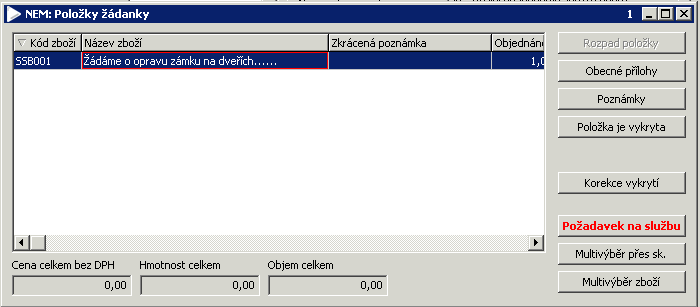 NEM: Položky žádanky 1
Kód zboží Název zboží Zkrácená poznámka Objednáno
SSB001 Žádáme o opravu zámku na dveřích...... 1,0
Rozpad položky
Obecné přílohy
Poznámky
Položka je vykryta
Korekce vykrytí
Požadavek na službu
Multivýběr přes sk.
Multivýběr zboží
Cena celkem bez DPH Hmotnost celkem Objem celkem
0,00 0,00 0,00